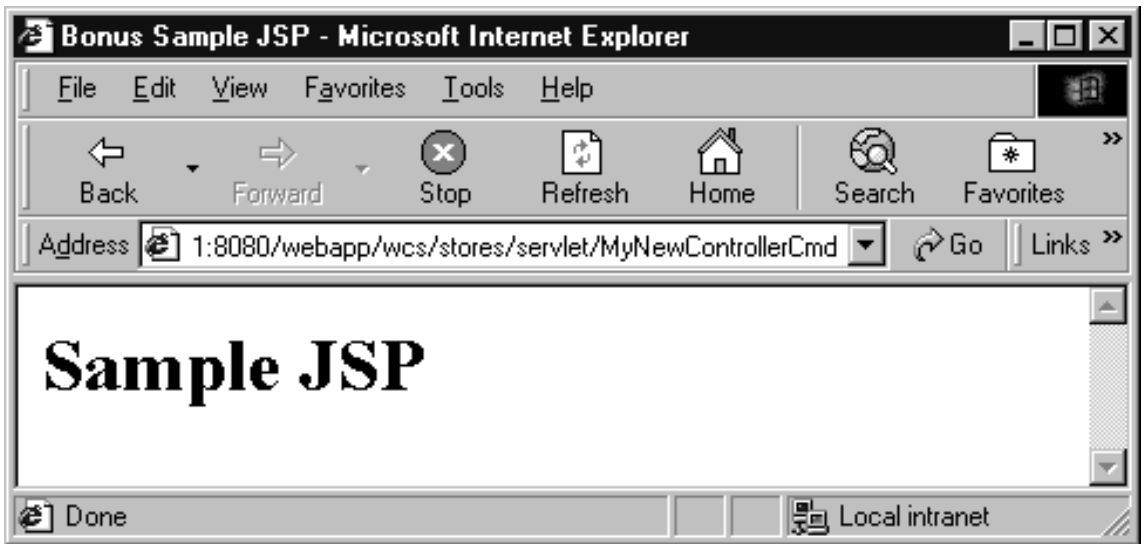 Bonus Sample JSP - Microsoft Internet Explorer
File Edit View Favorites Tools Help
Back Forward Stop Refresh Home Search Favorites »
Address 1:8080/webapp/wcs/stores/servlet/MyNewControllerCmd Go Links »
Sample JSP
Done Local intranet